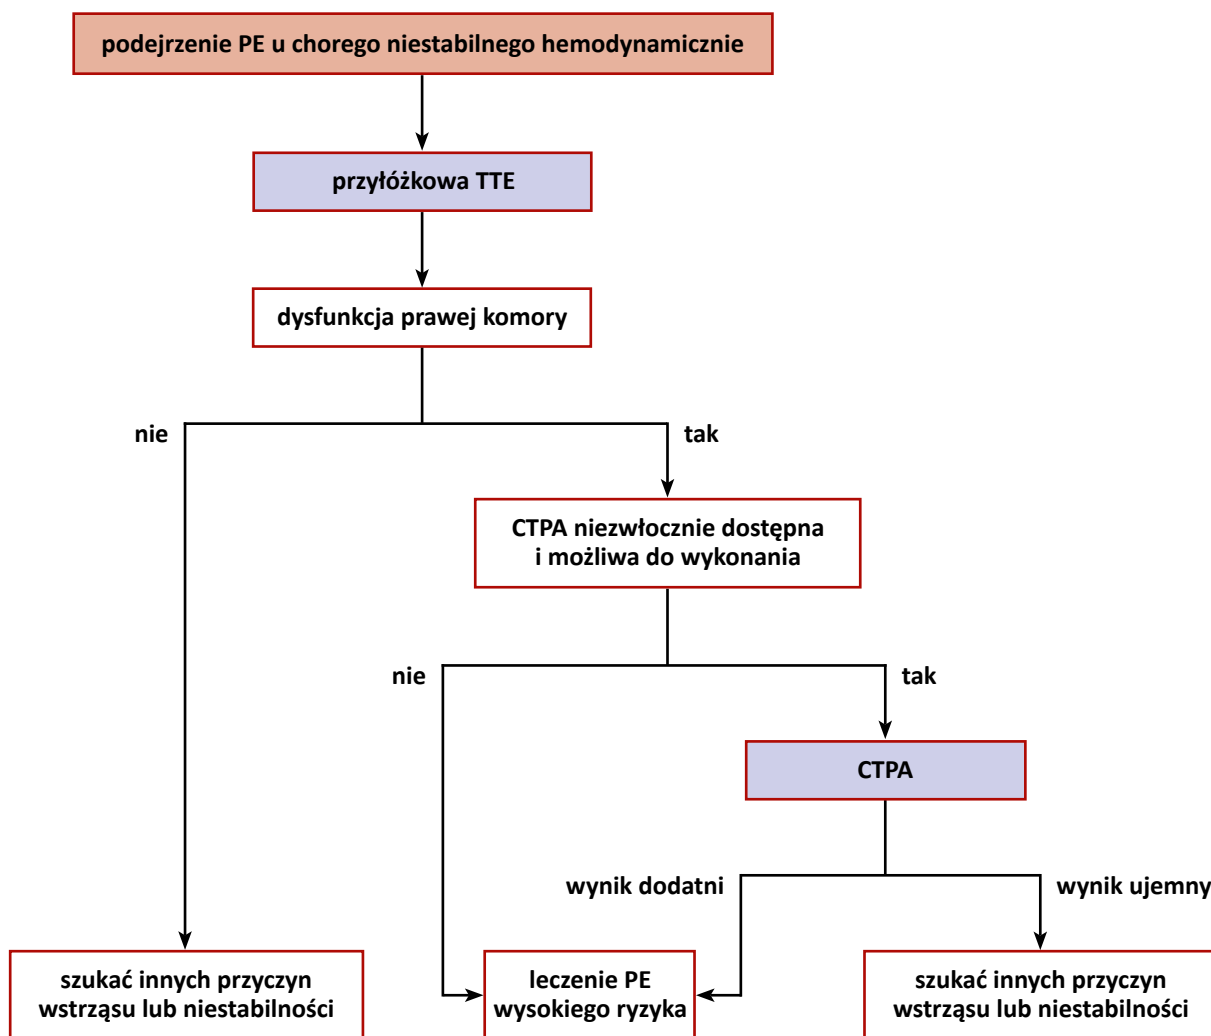 podejrzenie PE u chorego niestabilnego hemodynamicznie
przyłóżkowa TTE
dysfunkcja prawej komory
nie
tak
CTPA niezwłocznie dostępna
i możliwa do wykonania
nie
tak
CTPA
wynik dodatni
wynik ujemny
szukać innych przyczyn
wstrząsu lub niestabilności
leczenie PE
wysokiego ryzyka
szukać innych przyczyn
wstrząsu lub niestabilności